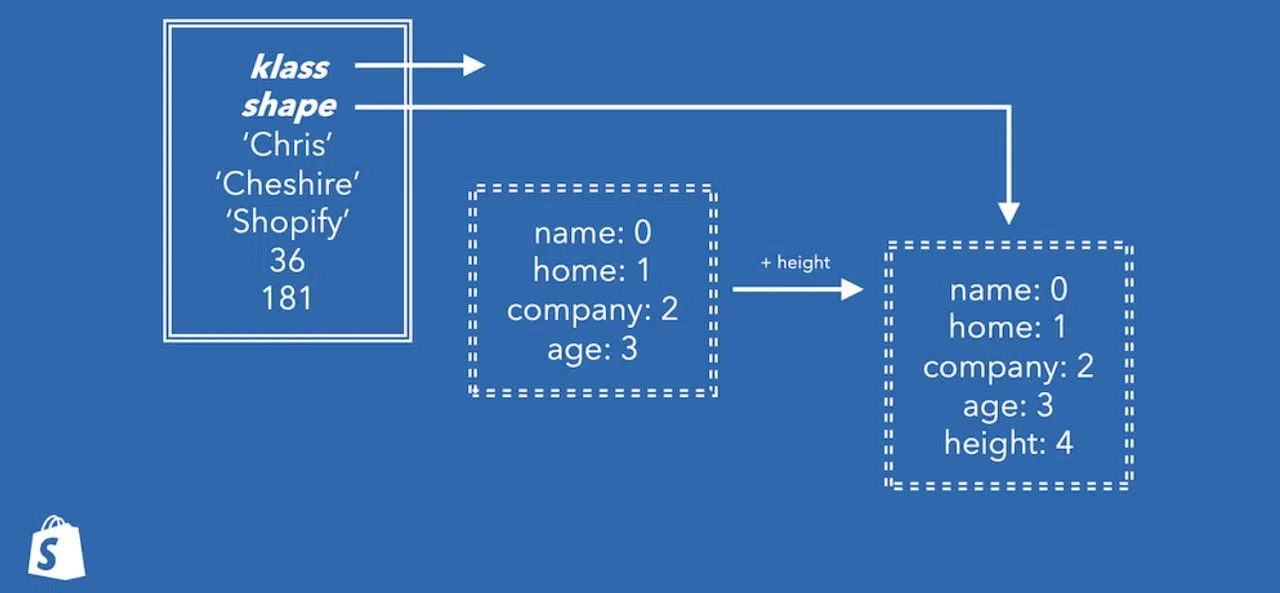 klass
shape
‘Chris’
‘Cheshire’
‘Shopify’
36
181
name: 0
home: 1
company: 2
age: 3
+ height
name: 0
home: 1
company: 2
age: 3
height: 4
S